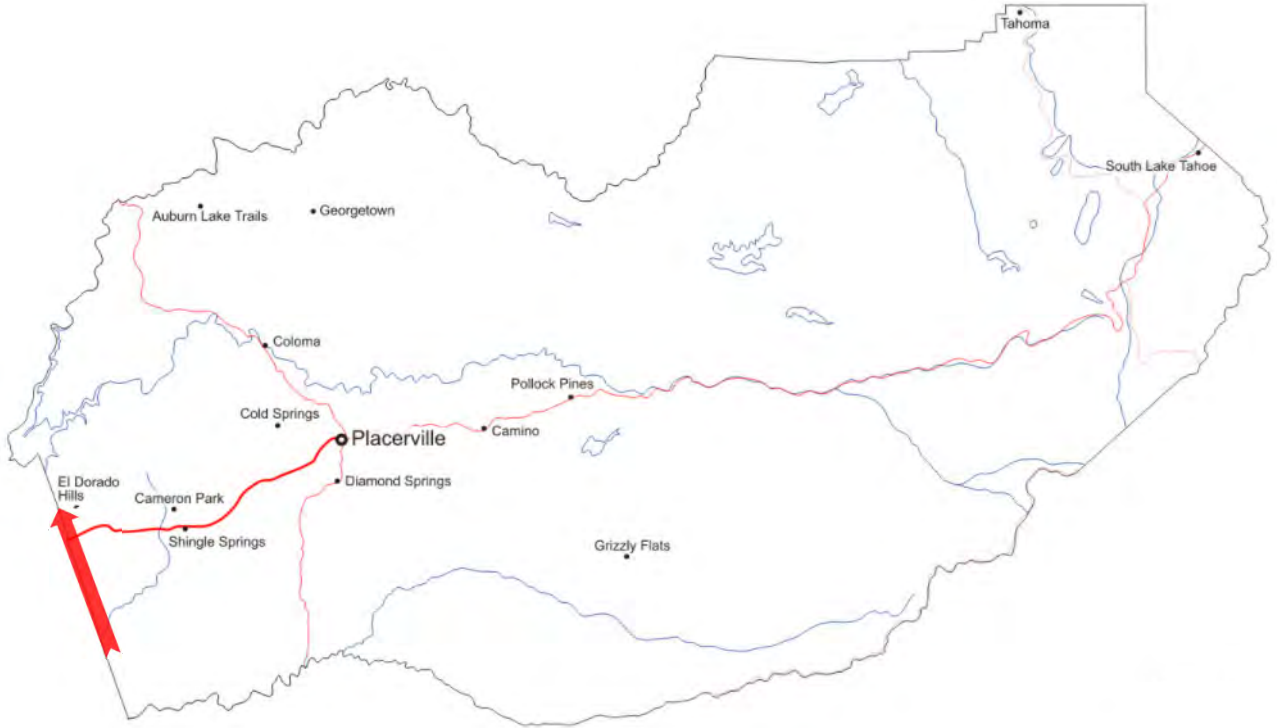 Tahoma
South Lake Tahoe
Auburn Lake Trails
Georgetown
Coloma
Pollock Pines
Cold Springs
Camino
Placerville
El Dorado
Hills
Diamond Springs
Cameron Park
Shingle Springs
Grizzly Flats